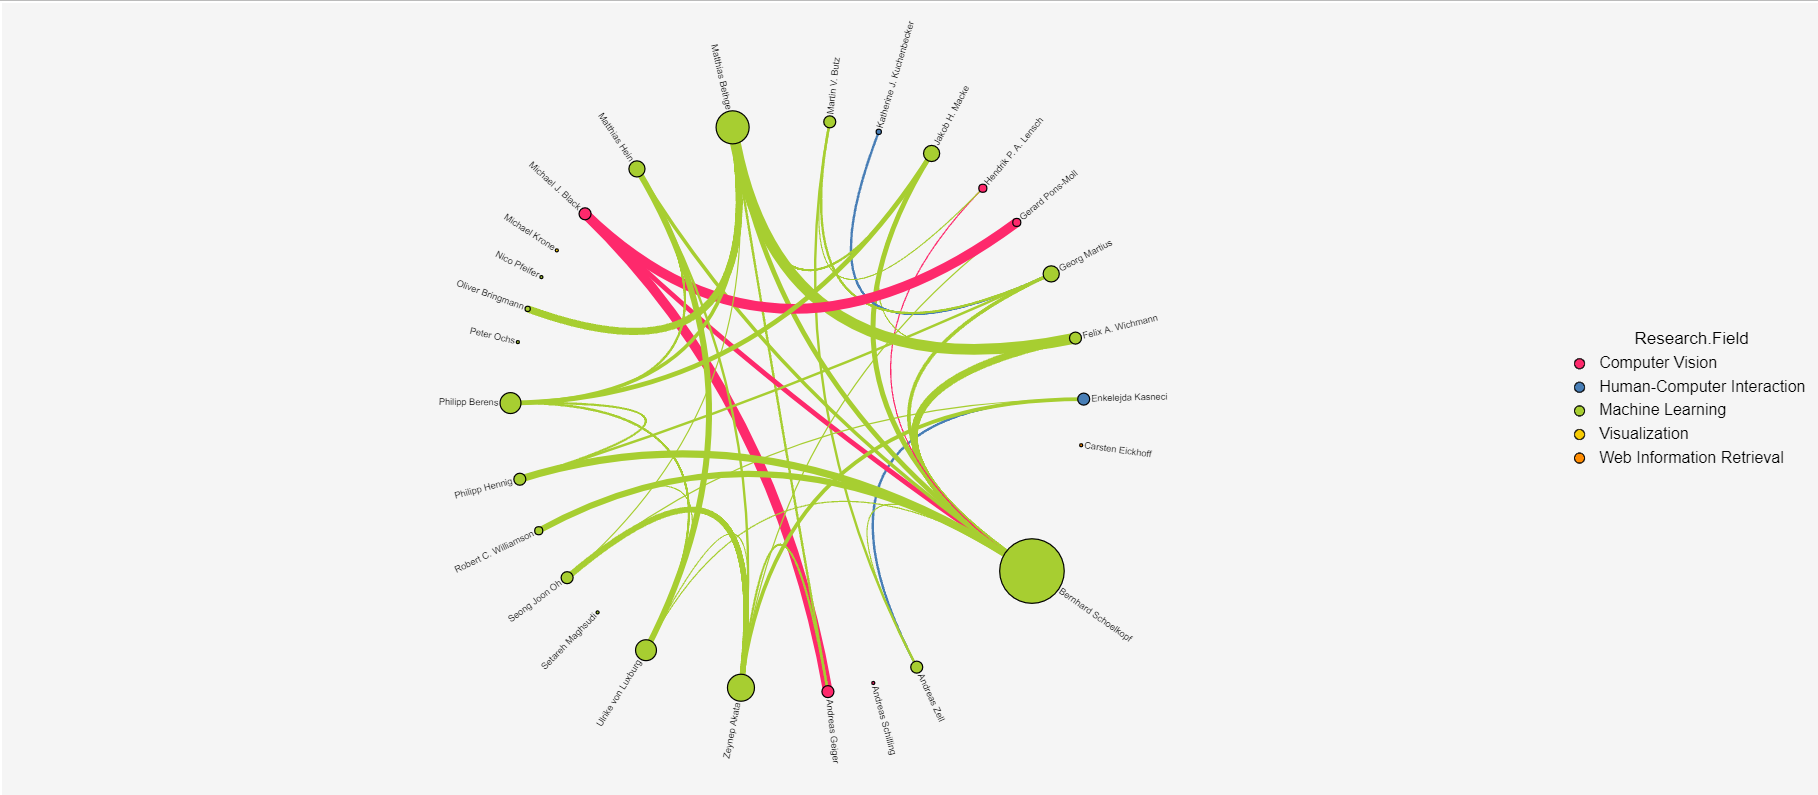 Matthias Bethge
Martin V. Butz
Katherine J. Kuchenbecker
Jakob H. Macke
Hendrik P. A. Lensch
Gerard Pons-Moll
Georg Martius
Felix A. Wichmann
Enkelejda Kasneci
Carsten Eickhoff
Bernhard Schoelkopf
Andreas Zell
Andreas Schilling
Andreas Geiger
Zeynep Akata
Ulrike von Luxburg
Setareh Maghsudi
Seong Joon Oh
Robert C. Williamson
Philipp Hennig
Philipp Berens
Peter Ochs
Oliver Bringmann
Nico Pfeifer
Michael Krone
Michael J. Black
Matthias Hein
Research.Field
Computer Vision
Human-Computer Interaction
Machine Learning
Visualization
Web Information Retrieval